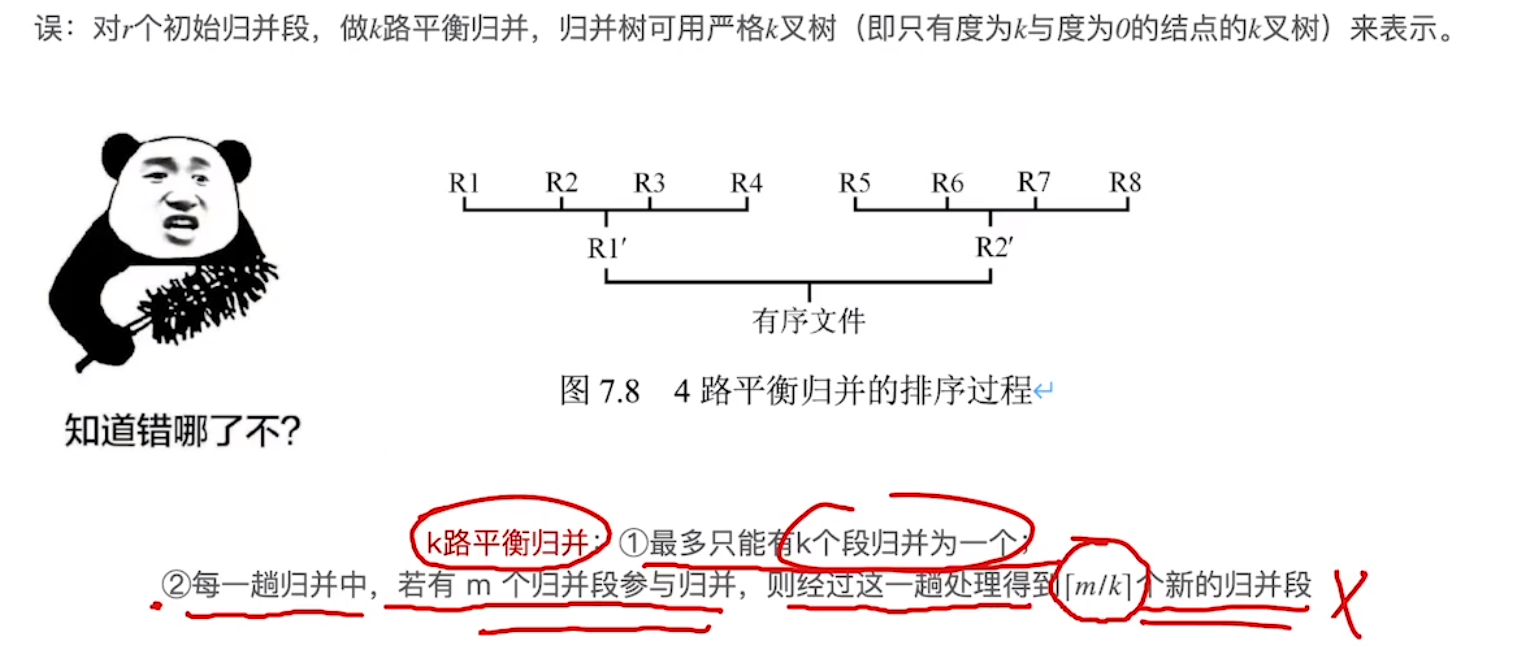 误：对r个初始归并段，做k路平衡归并，归并树可用严格k叉树（即只有度为k与度为0的结点的k叉树）来表示。
R1 R2 R3 R4 R5 R6 R7 R8
R1′ R2′
有序文件
图 7.8 4 路平衡归并的排序过程↵
知道错哪了不?
k路平衡归并：①最多只能有k个段归并为一个；
②每一趟归并中，若有 m 个归并段参与归并，则经过这一趟处理得到⌈m/k⌉个新的归并段 X